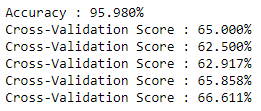 Accuracy : 95.980%
Cross-Validation Score : 65.000%
Cross-Validation Score : 62.500%
Cross-Validation Score : 62.917%
Cross-Validation Score : 65.858%
Cross-Validation Score : 66.611%